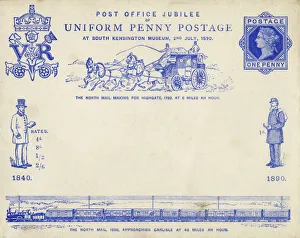 POST OFFICE JUBILEE
OF
UNIFORM PENNY POSTAGE
AT SOUTH KENSINGTON MUSEUM, 2ND JULY, 1890.
V R
POSTAGE
ONE PENNY
THE NORTH MAIL MAKING FOR HIGHGATE, 1790, AT 8 MILES AN HOUR.
RATES.
1840.
1890.
THE NORTH MAIL, 1890, APPROACHING CARLISLE AT 48 MILES AN HOUR.